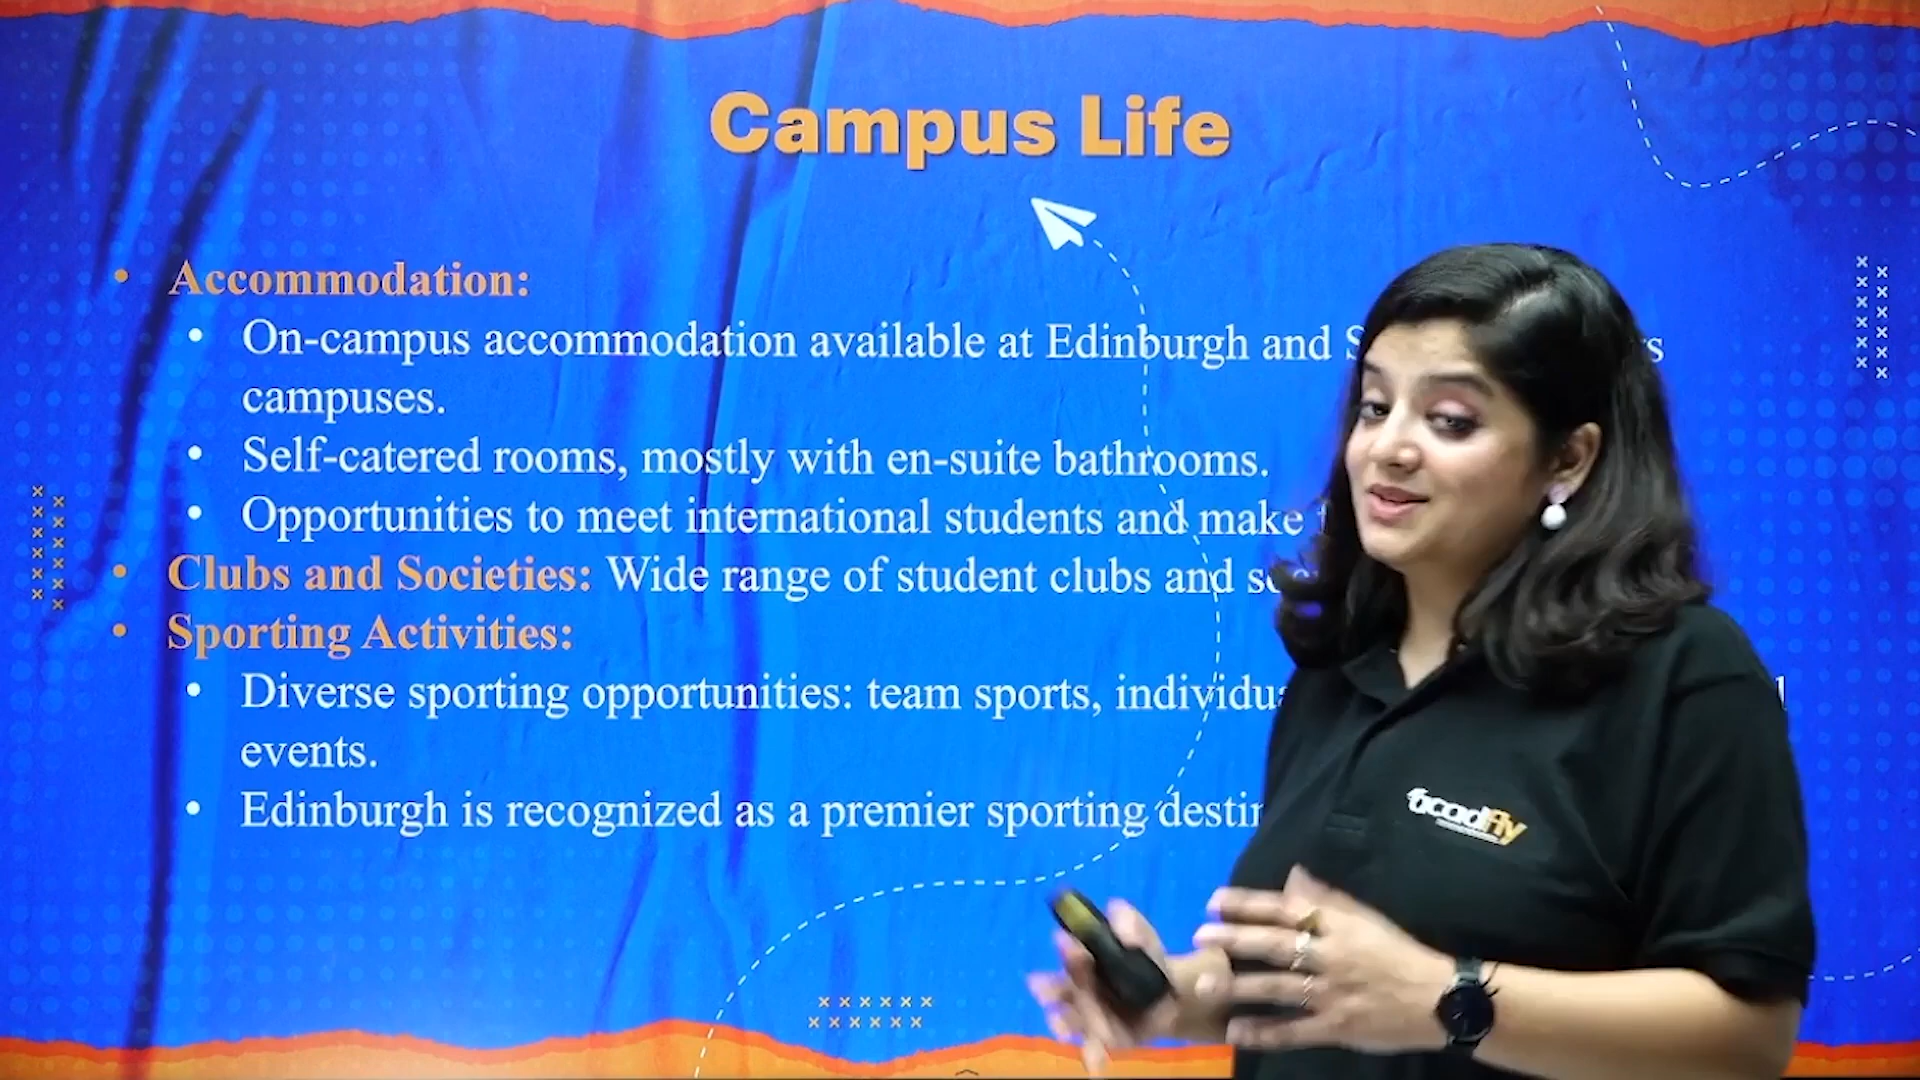 Campus Life
• Accommodation:
• On-campus accommodation available at Edinburgh and
campuses.
• Self-catered rooms, mostly with en-suite bathrooms.
• Opportunities to meet international students and make
• Clubs and Societies: Wide range of student clubs and
• Sporting Activities:
• Diverse sporting opportunities: team sports,
events.
• Edinburgh is recognized as a premier sporting
acadfly